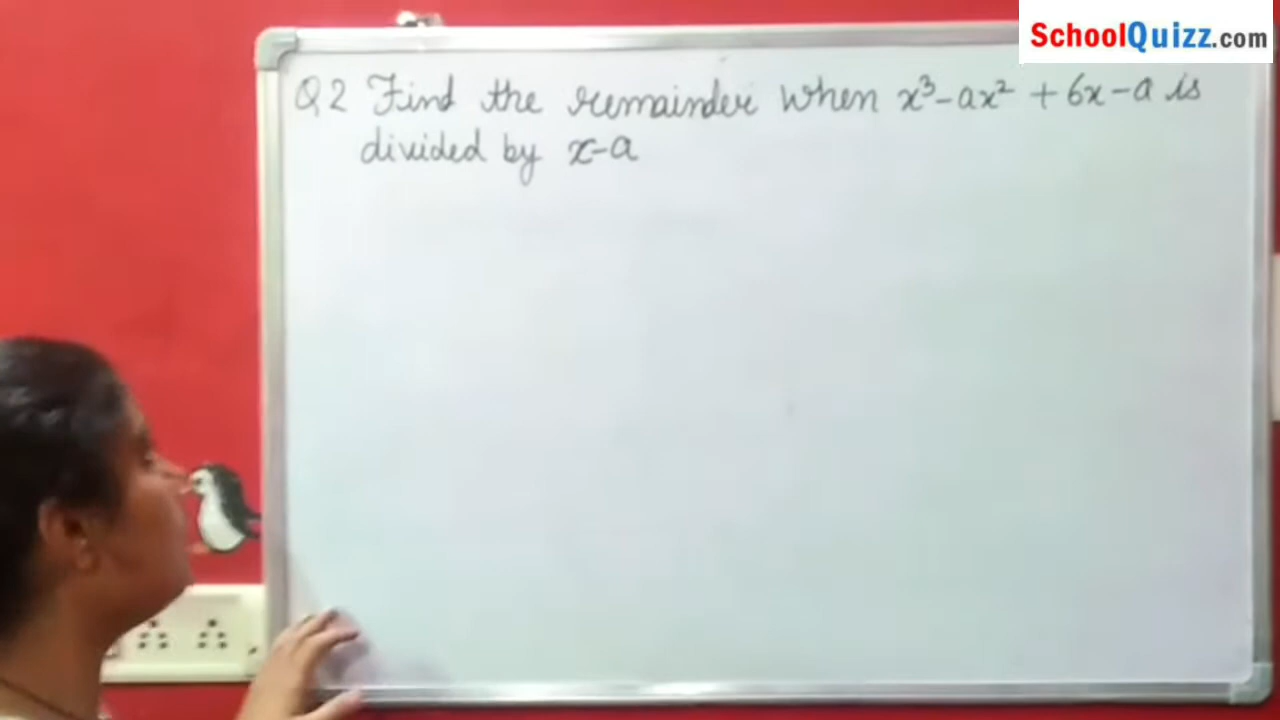 SchoolQuizz.com
Q2 Find the remainder when x³-ax² + 6x-a is
divided by x-a